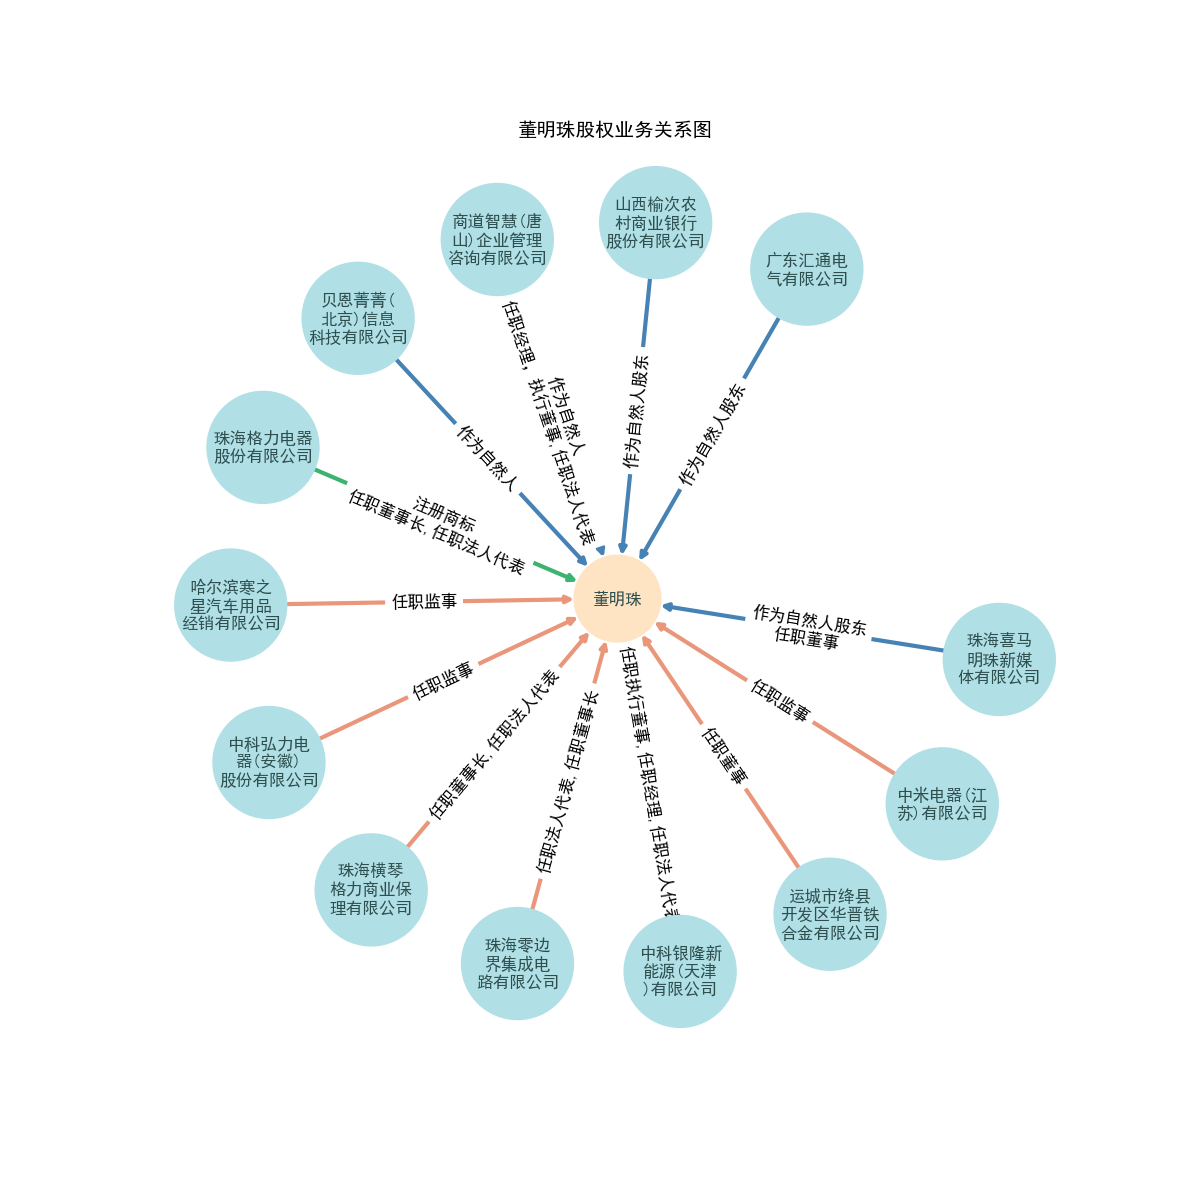 董明珠股权业务关系图
山西榆次农
村商业银行
股份有限公司
商道智慧(唐
山)企业管理
咨询有限公司
广东汇通电
气有限公司
贝恩菁菁(
北京)信息
科技有限公司
作为自然人股东
作为自然人股东
作为自然人
任职经理, 执行董事,任职法人代表
作为自然人
珠海格力电器
股份有限公司
注册商标
任职董事长,任职法人代表
哈尔滨寒之
星汽车用品
经销有限公司
任职监事
董明珠
作为自然人股东
任职董事
珠海喜马
明珠新媒
体有限公司
任职监事
中科弘力电
器(安徽)
股份有限公司
任职监事
中米电器(江
苏)有限公司
任职董事
任职董事长,任职法人代表
任职法人代表,任职董事长
任职执行董事,任职经理,任职法人代表
珠海横琴
格力商业保
理有限公司
运城市绛县
开发区华晋铁
合金有限公司
珠海零边
界集成电
路有限公司
中科银隆新
能源(天津
)有限公司